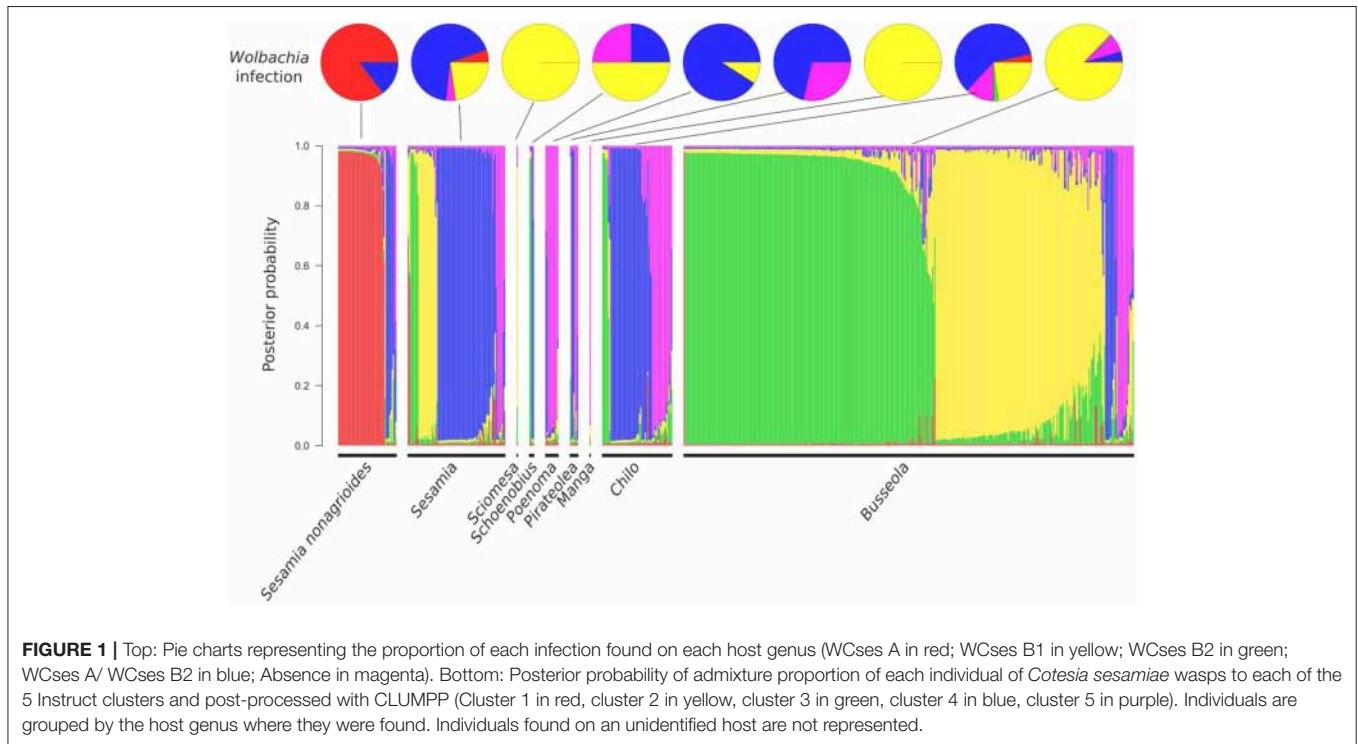 Wolbachia
infection
1.0
0.8
0.6
0.4
0.2
0.0
Posterior probability
Sesamia nonagrioides
Sesamia
Sciomesa
Schoenobius
Poenoma
Pirateolea
Manga
Chilo
Busseola
FIGURE 1 | Top: Pie charts representing the proportion of each infection found on each host genus (WCses A in red; WCses B1 in yellow; WCses B2 in green;
WCses A/ WCses B2 in blue; Absence in magenta). Bottom: Posterior probability of admixture proportion of each individual of Cotesia sesamiae wasps to each of the
5 Instruct clusters and post-processed with CLUMPP (Cluster 1 in red, cluster 2 in yellow, cluster 3 in green, cluster 4 in blue, cluster 5 in purple). Individuals are
grouped by the host genus where they were found. Individuals found on an unidentified host are not represented.